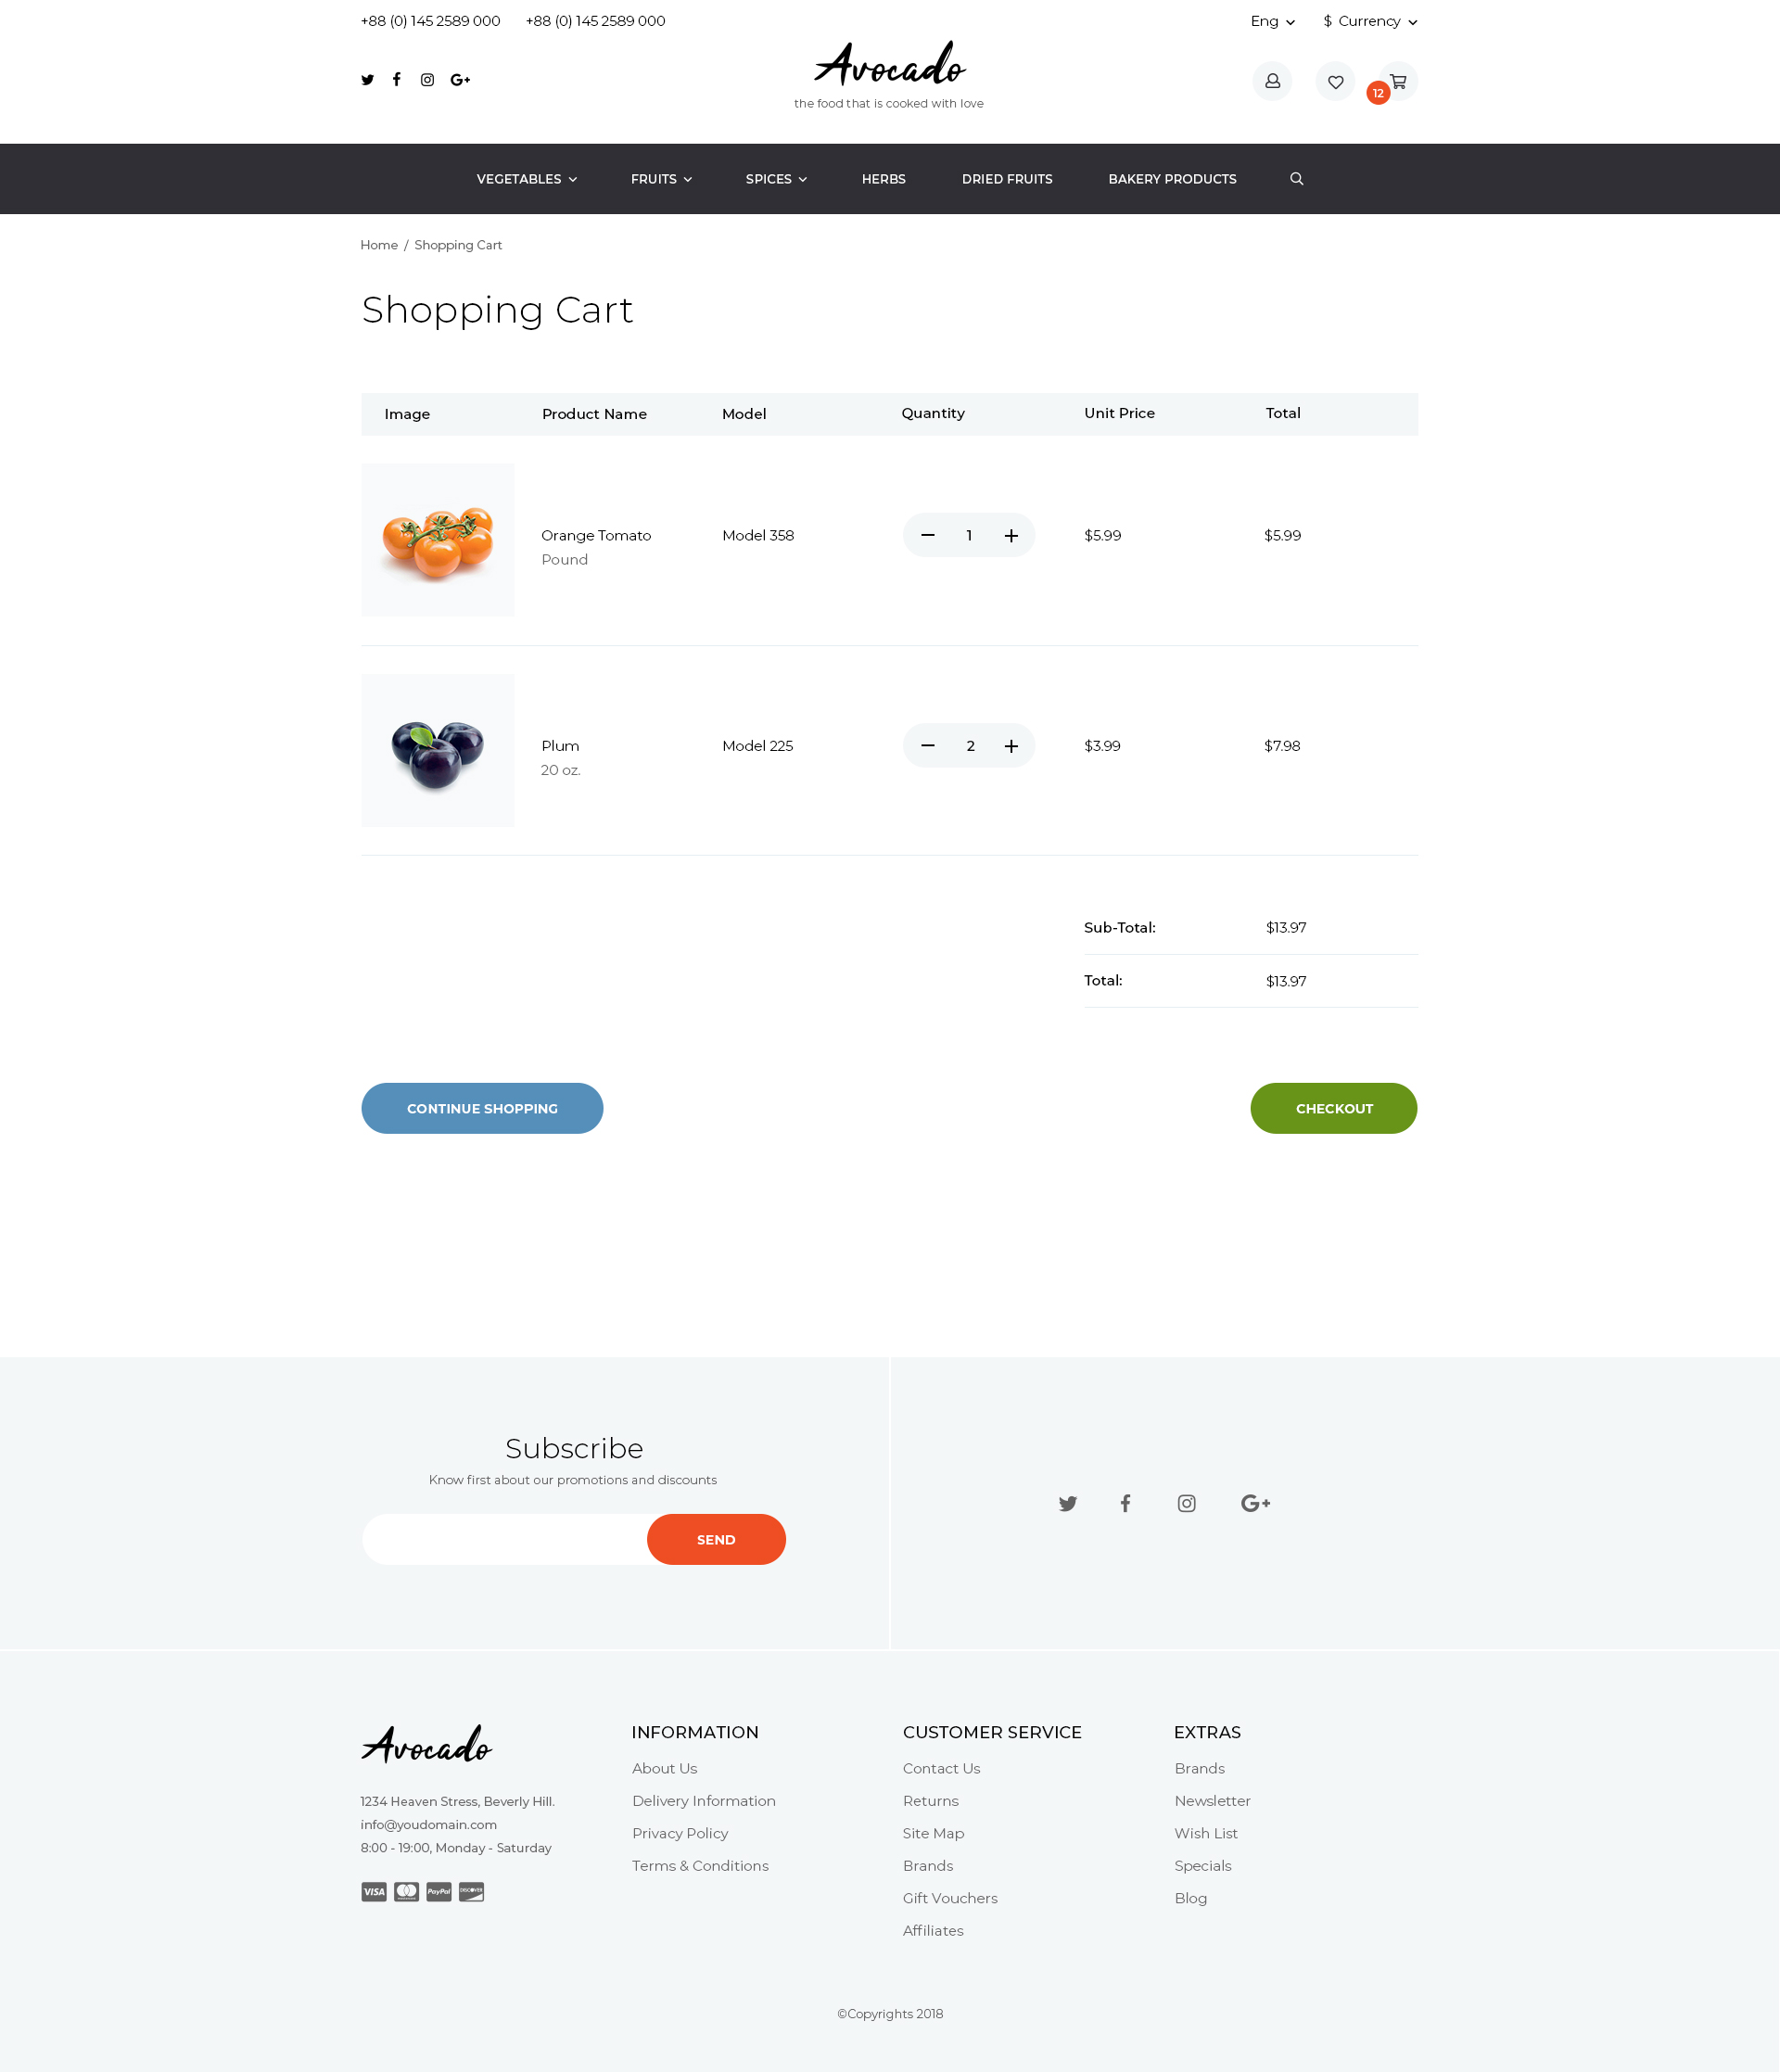 +88 (0) 145 2589 000 +88 (0) 145 2589 000 Eng $ Currency
Avocado
the food that is cooked with love
12
VEGETABLES FRUITS SPICES HERBS DRIED FRUITS BAKERY PRODUCTS
Home / Shopping Cart
Shopping Cart
Image Product Name Model Quantity Unit Price Total
Orange Tomato Model 358 1 $5.99 $5.99
Pound
Plum Model 225 2 $3.99 $7.98
20 oz.
Sub-Total: $13.97
Total: $13.97
CONTINUE SHOPPING CHECKOUT
Subscribe
Know first about our promotions and discounts
SEND
Avocado
1234 Heaven Stress, Beverly Hill.
info@youdomain.com
8:00 - 19:00, Monday - Saturday
VISA MasterCard PayPal DISCOVER
INFORMATION
About Us
Delivery Information
Privacy Policy
Terms & Conditions
CUSTOMER SERVICE
Contact Us
Returns
Site Map
Brands
Gift Vouchers
Affiliates
EXTRAS
Brands
Newsletter
Wish List
Specials
Blog
©Copyrights 2018